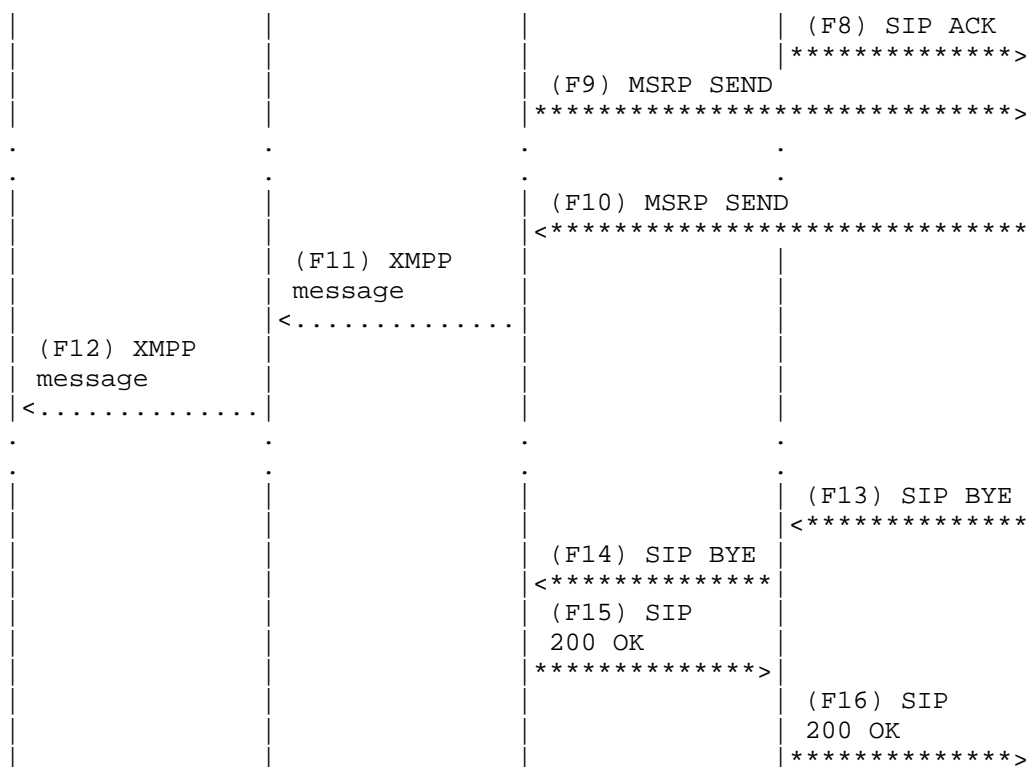 (F8) SIP ACK
(F9) MSRP SEND
(F10) MSRP SEND
(F11) XMPP
message
(F12) XMPP
message
(F13) SIP BYE
(F14) SIP BYE
(F15) SIP
200 OK
(F16) SIP
200 OK